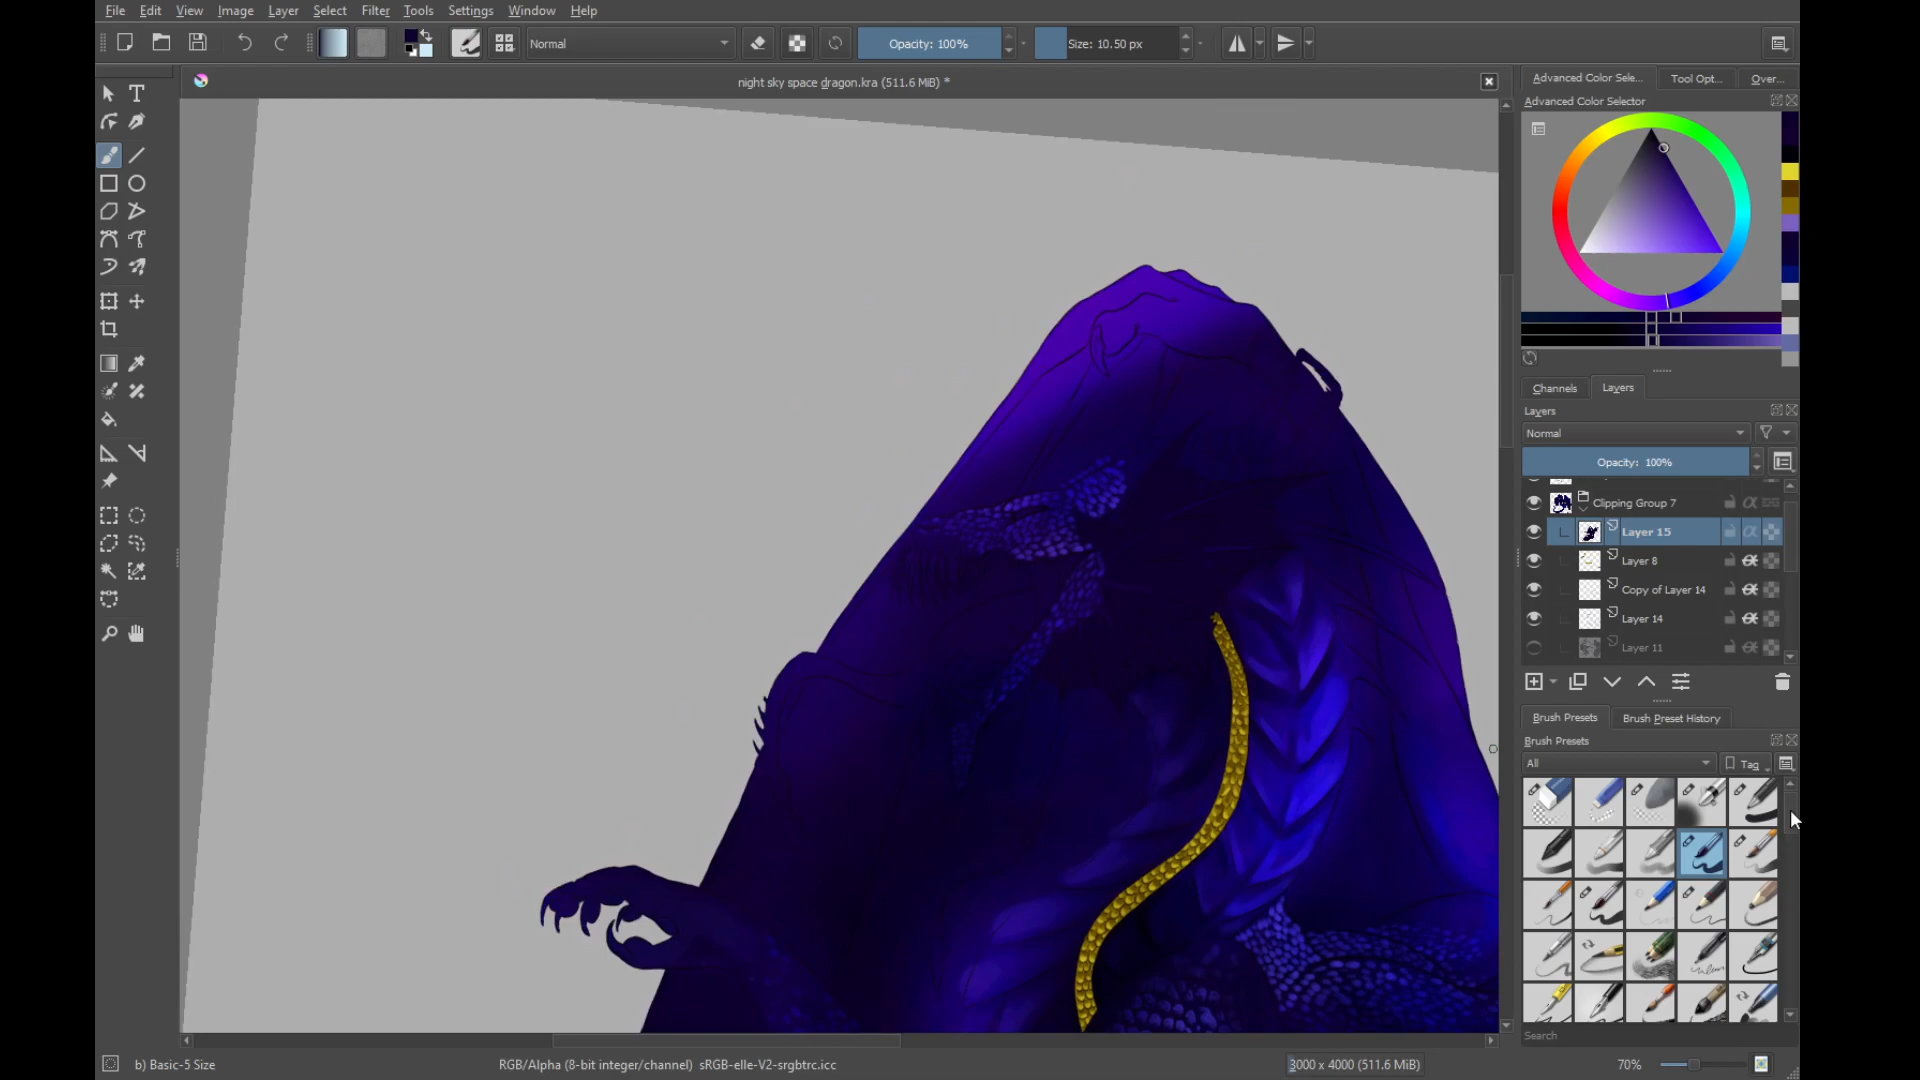 File Edit View Image Layer Select Filter Tools Settings Window Help
Normal Opacity: 100% Size: 10.50 px
night sky space dragon.kra (511.6 MiB) *
Advanced Color Sele... Tool Opt... Over...
Advanced Color Selector
Channels Layers
Layers
Normal
Opacity: 100%
Clipping Group 7
Layer 15
Layer 8
Copy of Layer 14
Layer 14
Layer 11
Brush Presets Brush Preset History
Brush Presets
All Tag
Search
b) Basic-5 Size RGB/Alpha (8-bit integer/channel) sRGB-elle-V2-srgbtrc.icc 3000 x 4000 (511.6 MiB) 70%